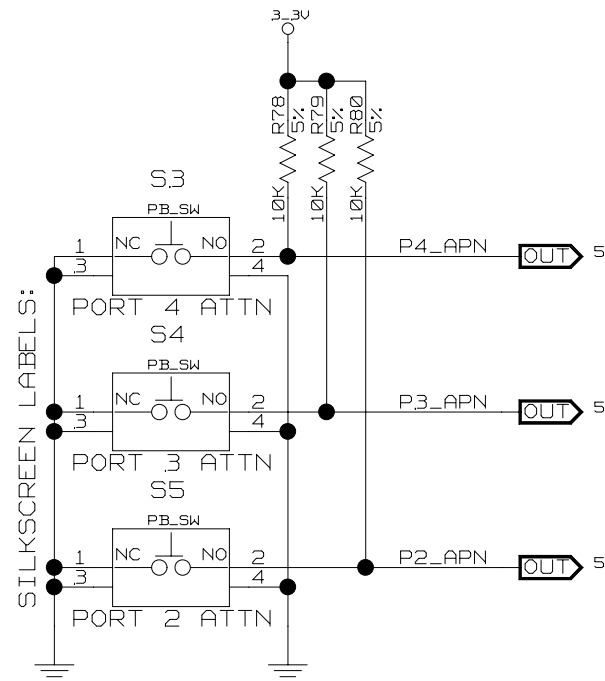 3_3V
R78 5% 10K
R79 5% 10K
R80 5% 10K
S3
PB_SW
1 NC NO 2
3 4
P4_APN OUT 5
PORT 4 ATTN
S4
PB_SW
1 NC NO 2
3 4
P3_APN OUT 5
PORT 3 ATTN
S5
PB_SW
1 NC NO 2
3 4
P2_APN OUT 5
PORT 2 ATTN
SILKSCREEN LABELS: